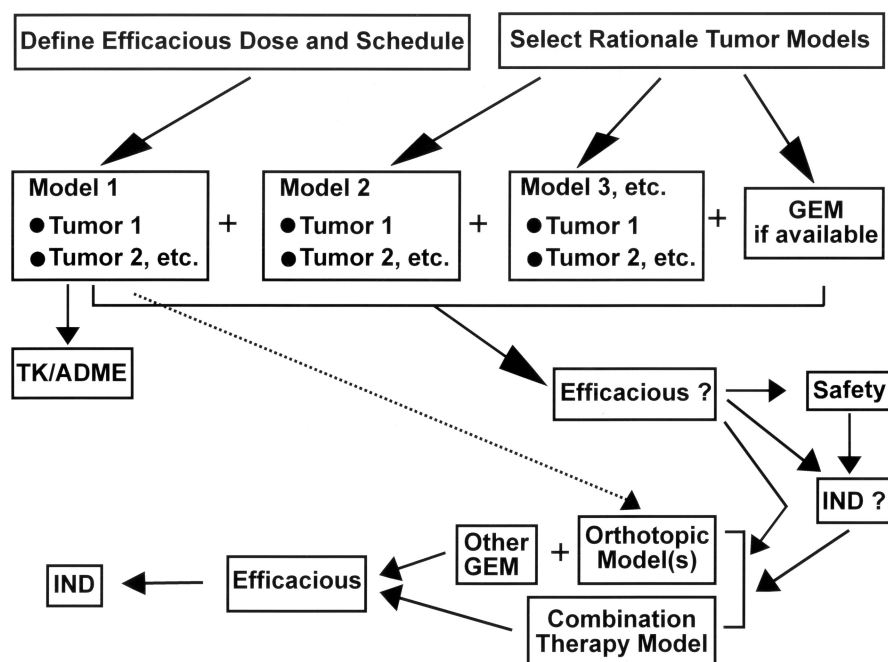 Define Efficacious Dose and Schedule
Select Rationale Tumor Models
Model 1
● Tumor 1
● Tumor 2, etc.
+
Model 2
● Tumor 1
● Tumor 2, etc.
+
Model 3, etc.
● Tumor 1
● Tumor 2, etc.
+
GEM
if available
TK/ADME
Efficacious ?
Safety
IND ?
Other
GEM
+
Orthotopic
Model(s)
IND
Efficacious
Combination
Therapy Model